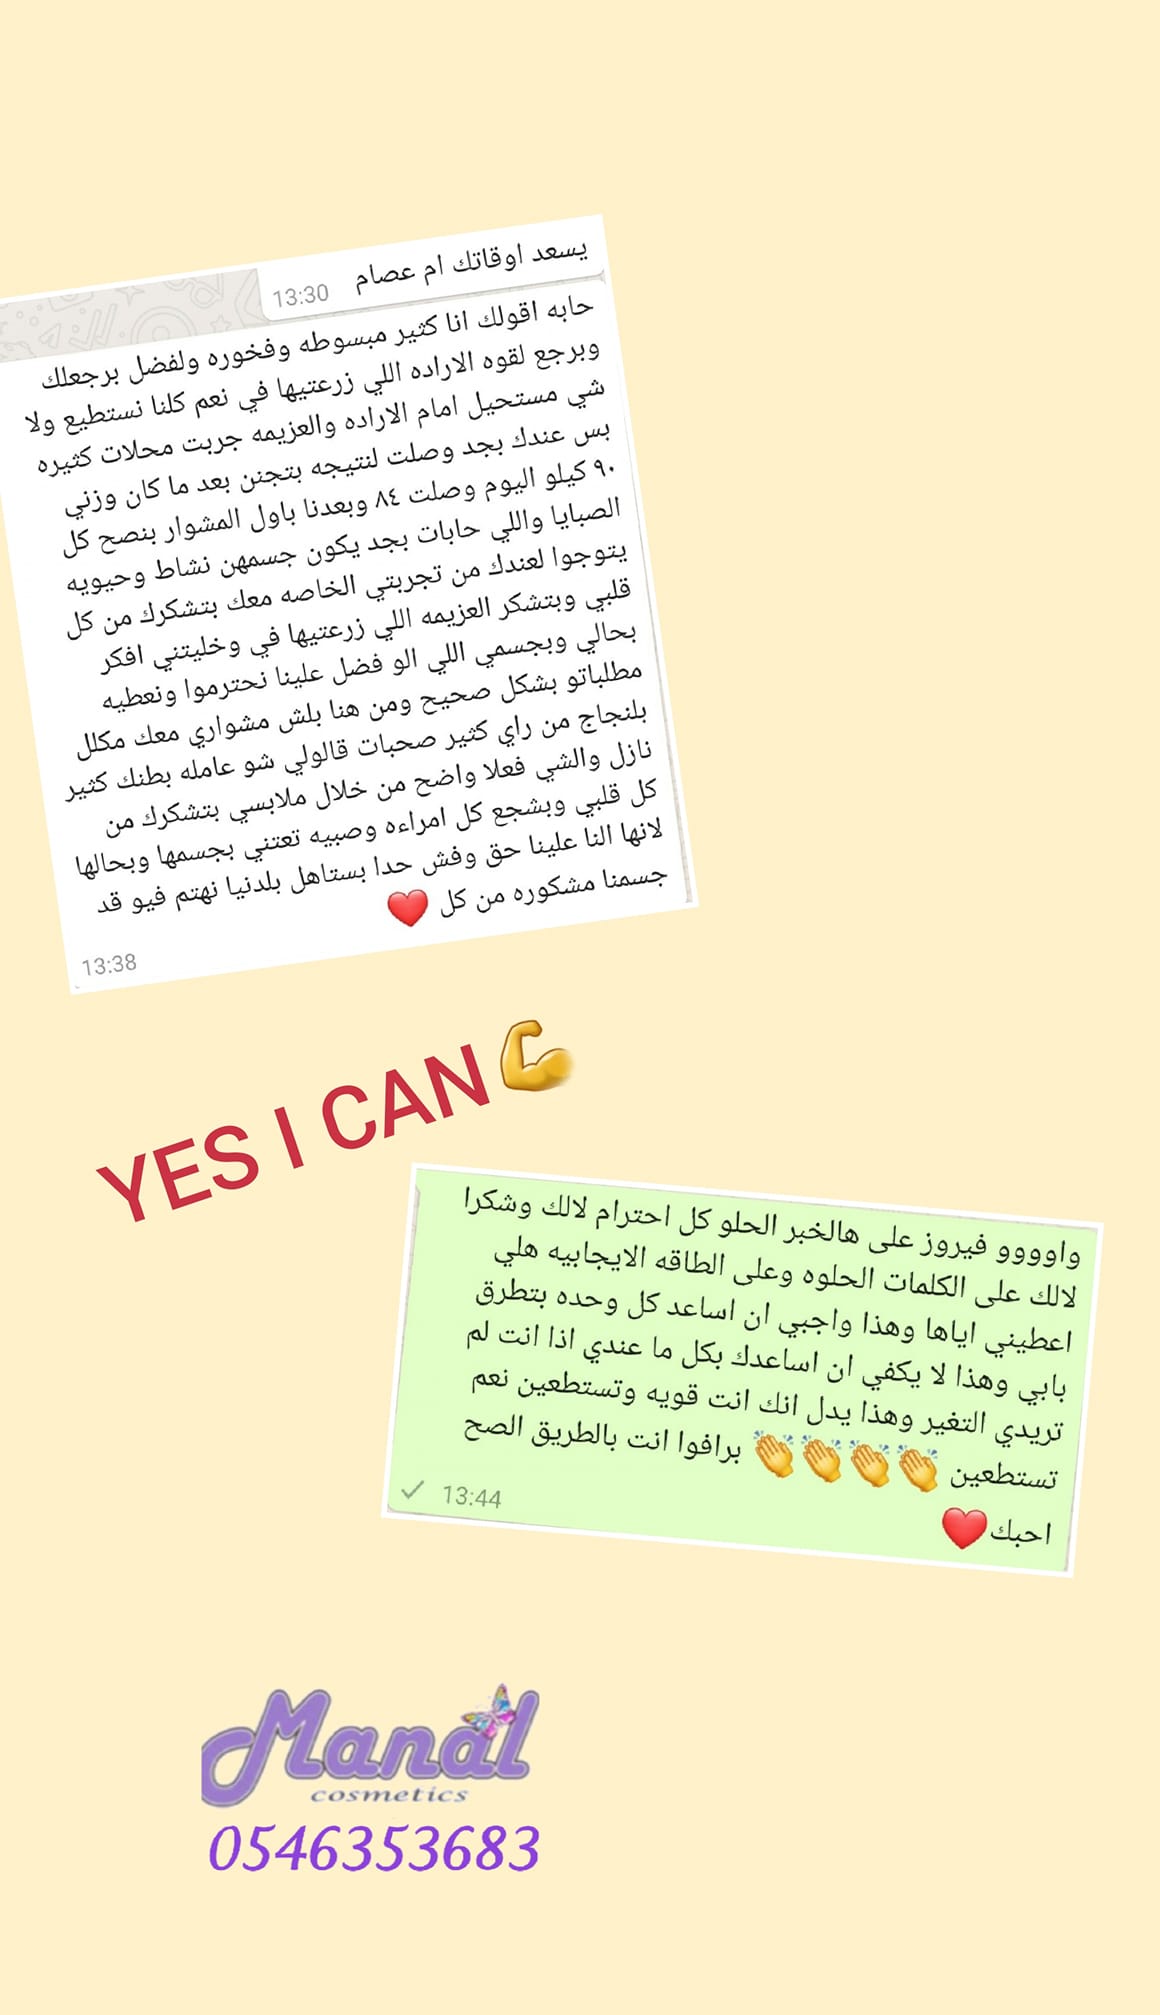 يسعد اوقاتك ام عصام
13:30
حابه اقولك انا كثير مبسوطه وفخوره ولفضل برجعلك
وبرجع لقوه الاراده اللي زرعتيها في نعم كلنا نستطيع ولا
شي مستحيل امام الاراده والعزيمه جربت محلات كثيره
بس عندك بجد وصلت لنتيجه بتجنن بعد ما كان وزني
٩٠ كيلو اليوم وصلت ٨٤ وبعدنا باول المشوار بنصح كل
الصبايا واللي حابات بجد يكون جسمهن نشاط وحيويه
يتوجوا لعندك من تجربتي الخاصه معك بتشكرك من كل
قلبي وبتشكر العزيمه اللي زرعتيها في وخليتني افكر
بحالي وبجسمي اللي الو فضل علينا نحترموا ونعطيه
مطلباتو بشكل صحيح ومن هنا بلش مشواري معك مكلل
بلنجاج من راي كثير صحبات قالولي شو عامله بطنك كثير
نازل والشي فعلا واضح من خلال ملابسي بتشكرك من
كل قلبي وبشجع كل امراءه وصبيه تعتني بجسمها وبحالها
لانها النا علينا حق وفش حدا بستاهل بلدنيا نهتم فيو قد
جسمنا مشكوره من كل ❤️
13:38
YES I CAN💪
واوووو فيروز على هالخبر الحلو كل احترام لالك وشكرا
لالك على الكلمات الحلوه وعلى الطاقه الايجابيه هلي
اعطيني اياها وهذا واجبي ان اساعد كل وحده بتطرق
بابي وهذا لا يكفي ان اساعدك بكل ما عندي اذا انت لم
تريدي التغير وهذا يدل انك انت قويه وتستطعين نعم
تستطعين 👏👏👏👏 برافوا انت بالطريق الصح
احبك❤️
13:44
Manal
cosmetics
0546353683